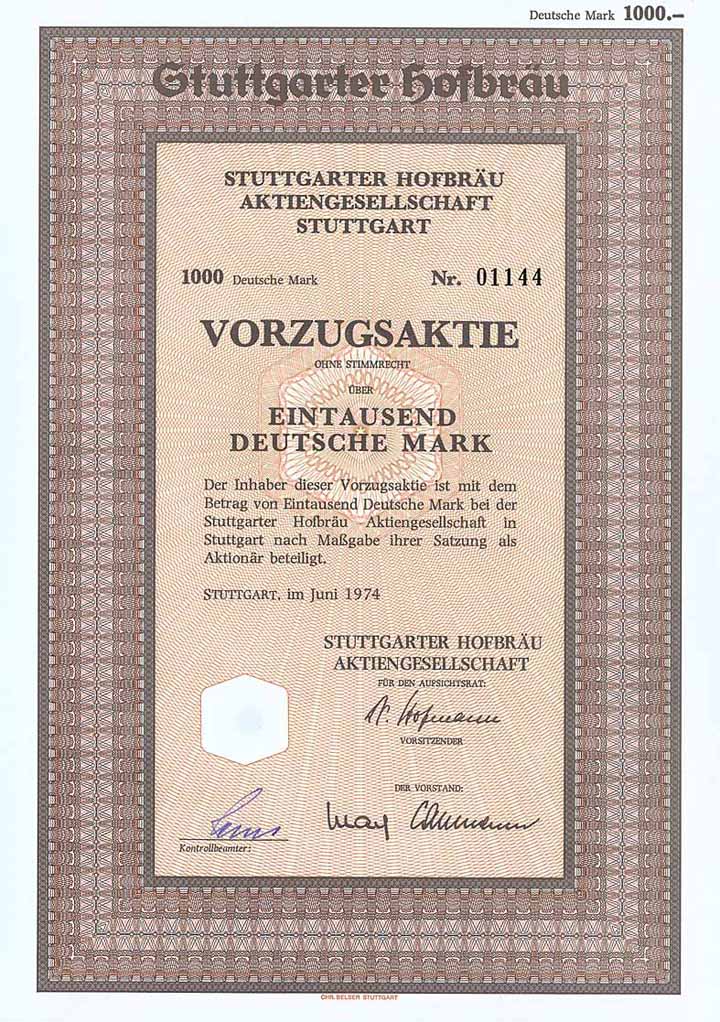 Deutsche Mark 1000.–
Stuttgarter Hofbräu
STUTTGARTER HOFBRÄU
AKTIENGESELLSCHAFT
STUTTGART
1000 Deutsche Mark Nr. 01144
VORZUGSAKTIE
OHNE STIMMRECHT
ÜBER
EINTAUSEND
DEUTSCHE MARK
Der Inhaber dieser Vorzugsaktie ist mit dem
Betrag von Eintausend Deutsche Mark bei der
Stuttgarter Hofbräu Aktiengesellschaft in
Stuttgart nach Maßgabe ihrer Satzung als
Aktionär beteiligt.
STUTTGART, im Juni 1974
STUTTGARTER HOFBRÄU
AKTIENGESELLSCHAFT
FÜR DEN AUFSICHTSRAT:
Hofmann
VORSITZENDER
DER VORSTAND:
Kontrollbeamter:
CHR. BELSER STUTTGART